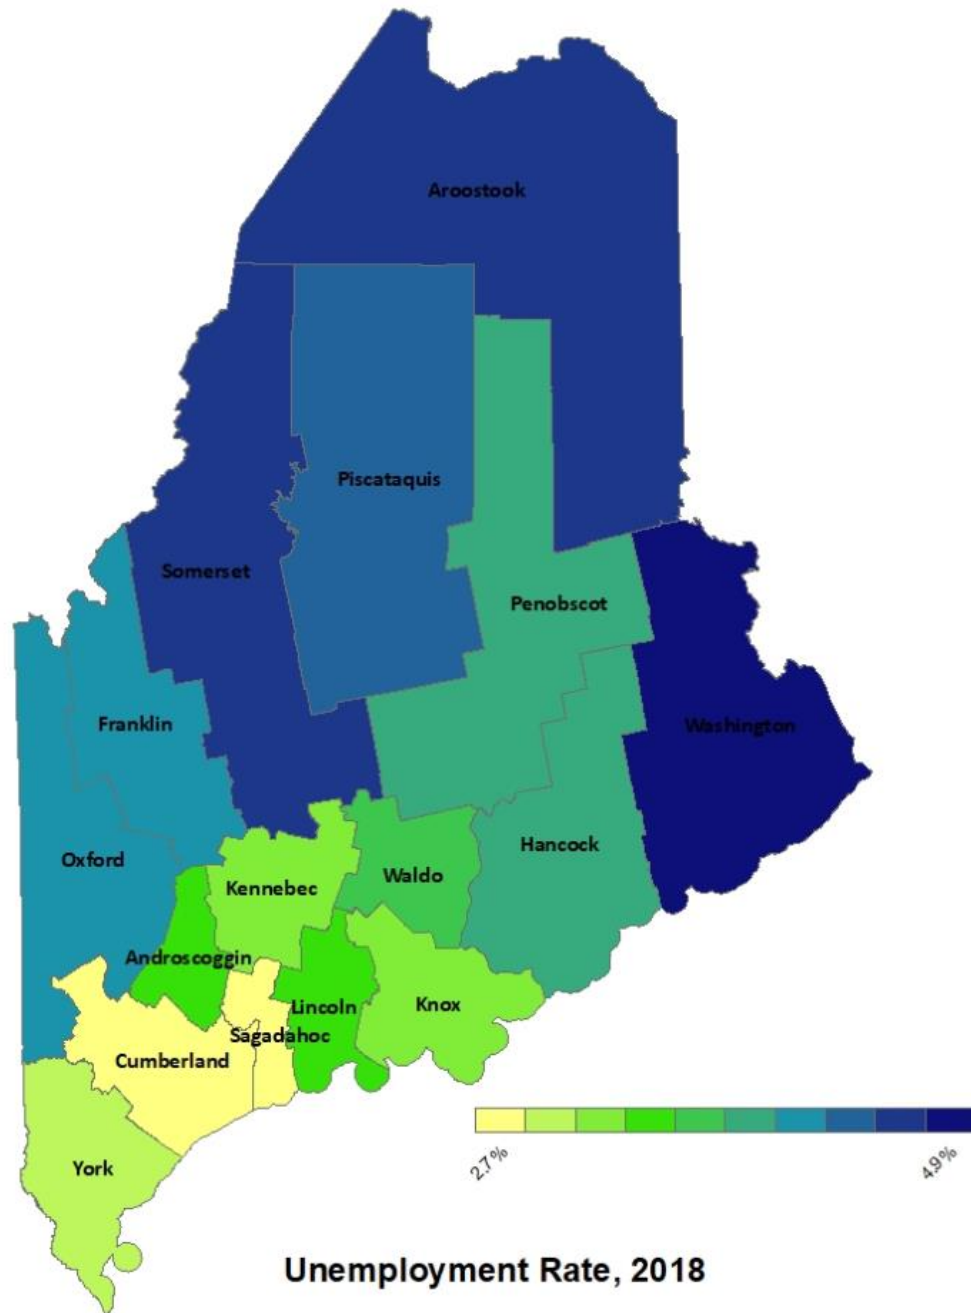 Aroostook
Piscataquis
Somerset
Penobscot
Franklin
Washington
Hancock
Oxford
Waldo
Kennebec
Androscoggin
Lincoln
Knox
Sagadahoc
Cumberland
York
2.7%
4.9%
Unemployment Rate, 2018